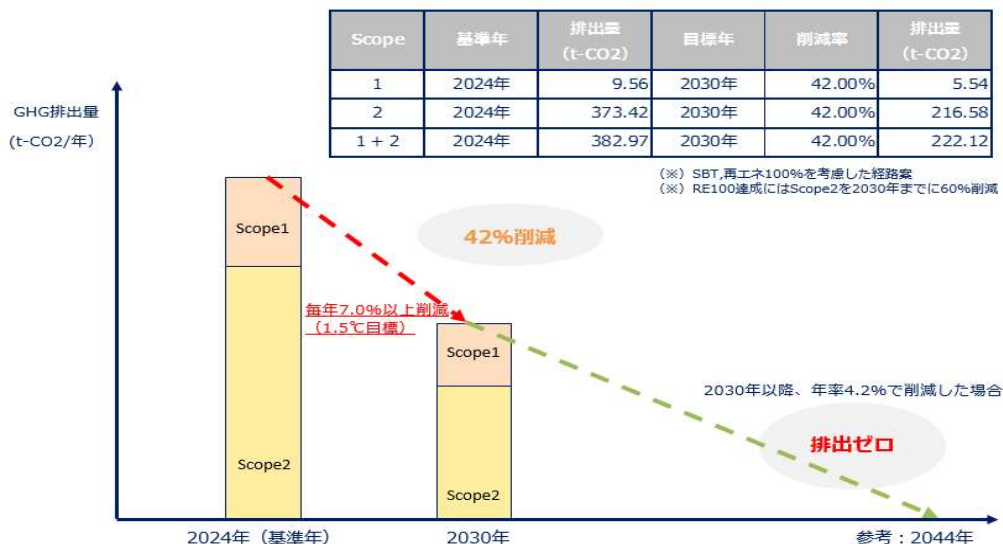 Scope 基準年 排出量（t-CO2） 目標年 削減率 排出量（t-CO2）
1 2024年 9.56 2030年 42.00% 5.54
2 2024年 373.42 2030年 42.00% 216.58
1 + 2 2024年 382.97 2030年 42.00% 222.12
（※）SBT,再エネ100%を考慮した経路案
（※）RE100達成にはScope2を2030年までに60%削減
GHG排出量
(t-CO2/年）
Scope1
42%削減
毎年7.0%以上削減
（1.5℃目標）
Scope1
2030年以降、年率4.2%で削減した場合
排出ゼロ
Scope2
Scope2
2024年（基準年）
2030年
参考：2044年